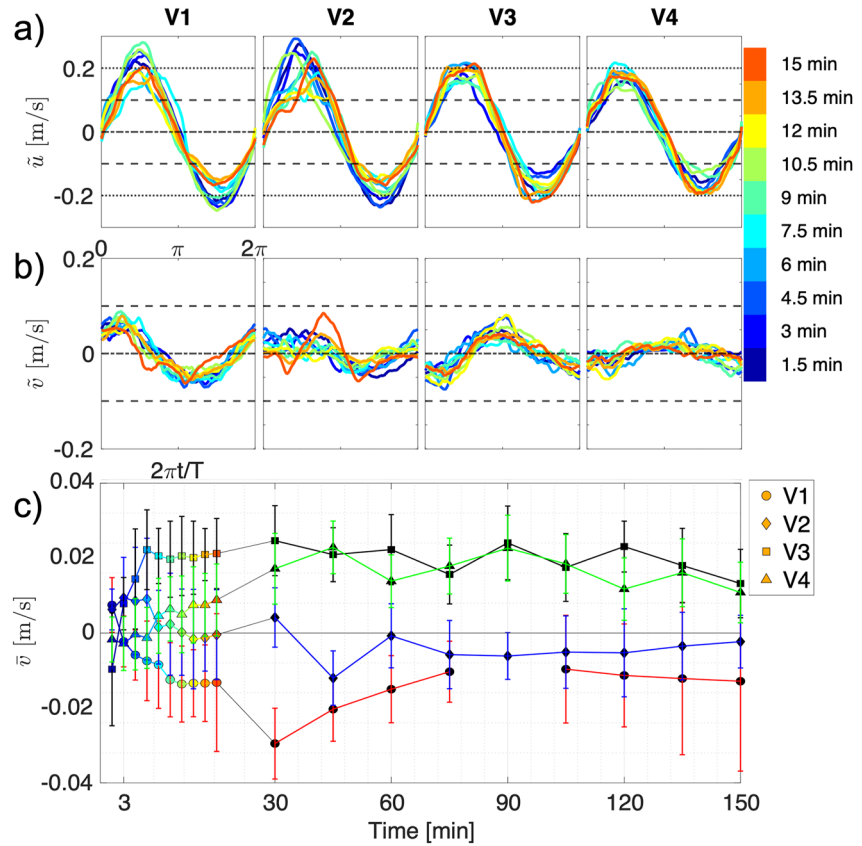 a)
V1 V2 V3 V4
0.2
0
-0.2
ũ [m/s]
0 π 2π
15 min
13.5 min
12 min
10.5 min
9 min
7.5 min
6 min
4.5 min
3 min
1.5 min
b)
0.2
0
-0.2
ṽ [m/s]
2πt/T
c)
0.04
0.02
0
-0.02
-0.04
v̄ [m/s]
V1
V2
V3
V4
3 30 60 90 120 150
Time [min]